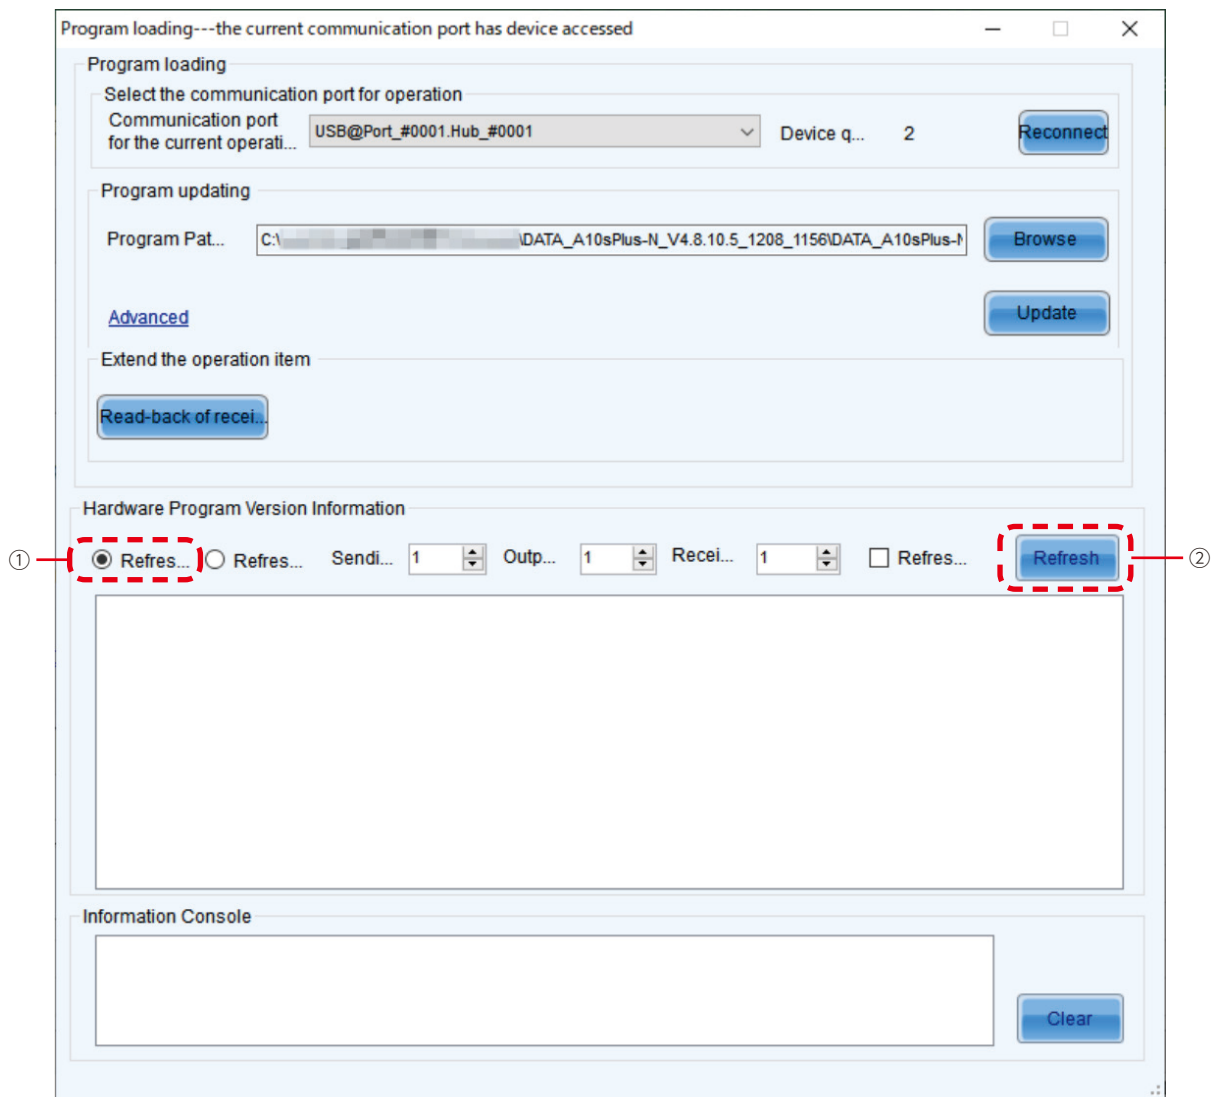 Program loading---the current communication port has device accessed
Program loading
Select the communication port for operation
Communication port
for the current operati...
USB@Port_#0001.Hub_#0001
Device q...
2
Reconnect
Program updating
Program Pat...
C:\
\DATA_A10sPlus-N_V4.8.10.5_1208_1156\DATA_A10sPlus-N
Browse
Advanced
Update
Extend the operation item
Read-back of recei...
Hardware Program Version Information
①
Refres...
Refres...
Sendi...
1
Outp...
1
Recei...
1
Refres...
Refresh
②
Information Console
Clear